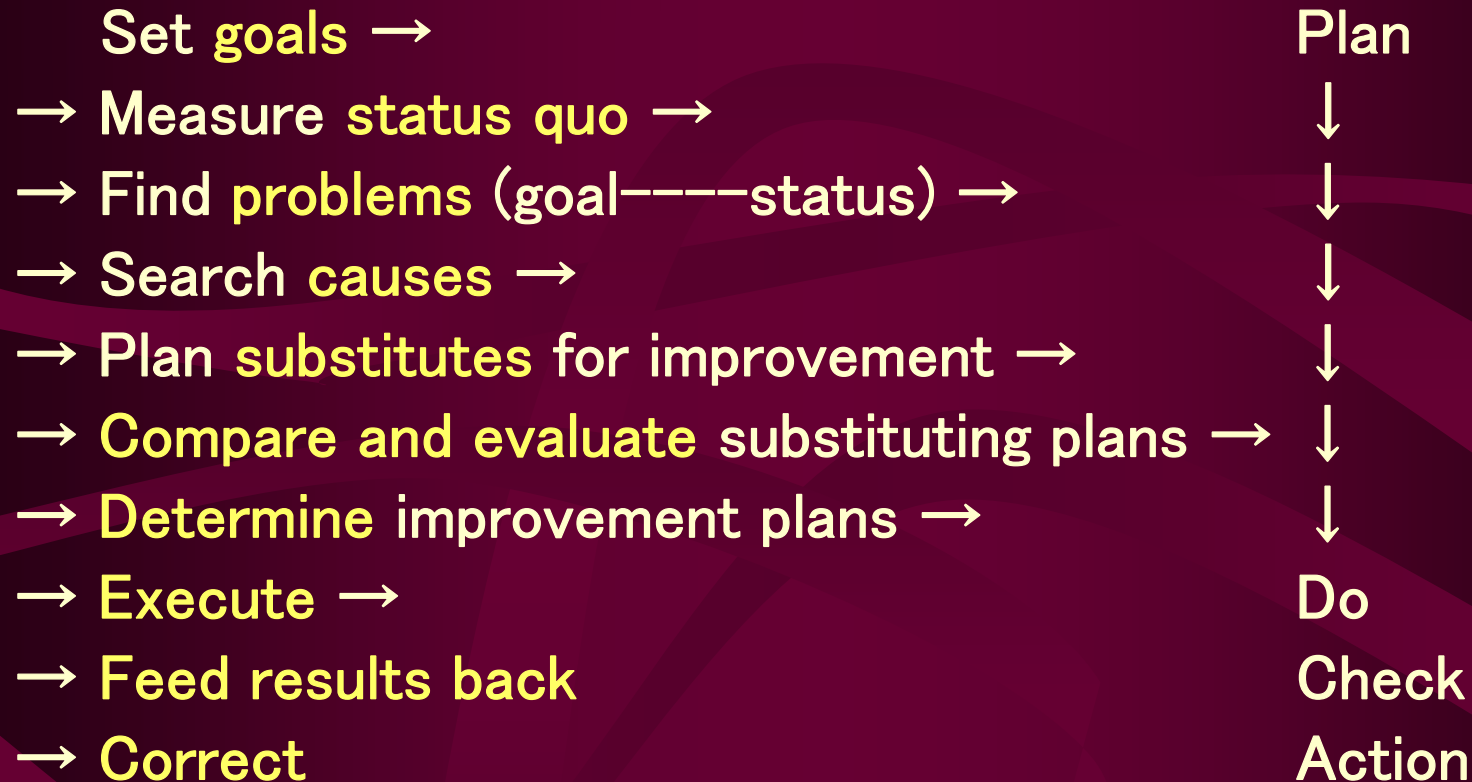 Set goals → Plan
→ Measure status quo → ↓
→ Find problems (goal----status) → ↓
→ Search causes → ↓
→ Plan substitutes for improvement → ↓
→ Compare and evaluate substituting plans → ↓
→ Determine improvement plans → ↓
→ Execute → Do
→ Feed results back Check
→ Correct Action